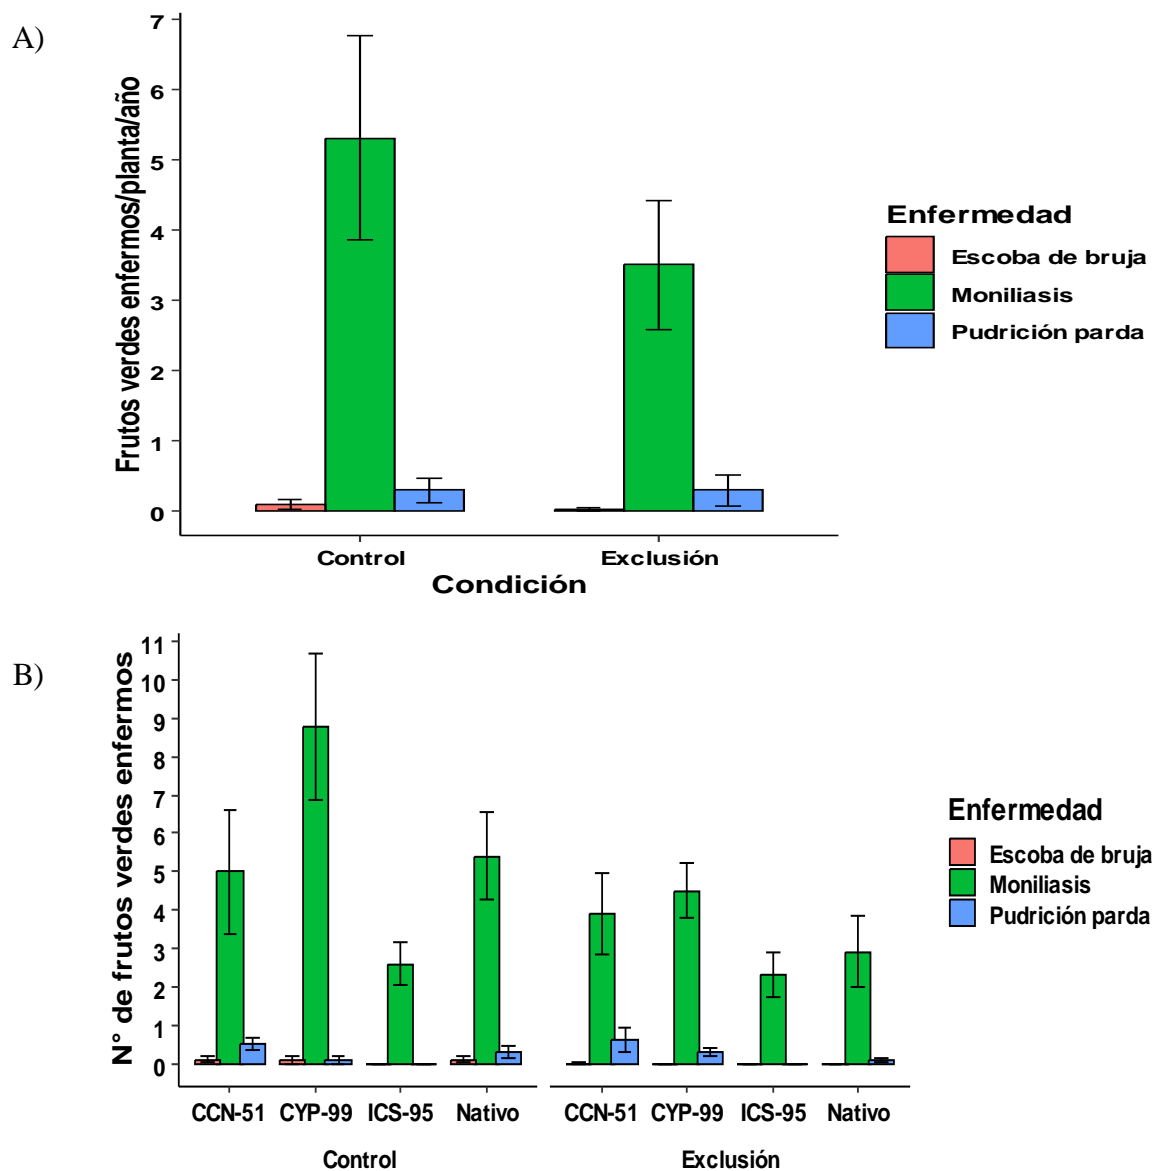 A)
Frutos verdes enfermos/planta/año
7
6
5
4
3
2
1
0
Control
Exclusión
Condición
Enfermedad
Escoba de bruja
Moniliasis
Pudrición parda
B)
N° de frutos verdes enfermos
11
10
9
8
7
6
5
4
3
2
1
0
CCN-51 CYP-99 ICS-95 Nativo
CCN-51 CYP-99 ICS-95 Nativo
Control
Exclusión
Enfermedad
Escoba de bruja
Moniliasis
Pudrición parda